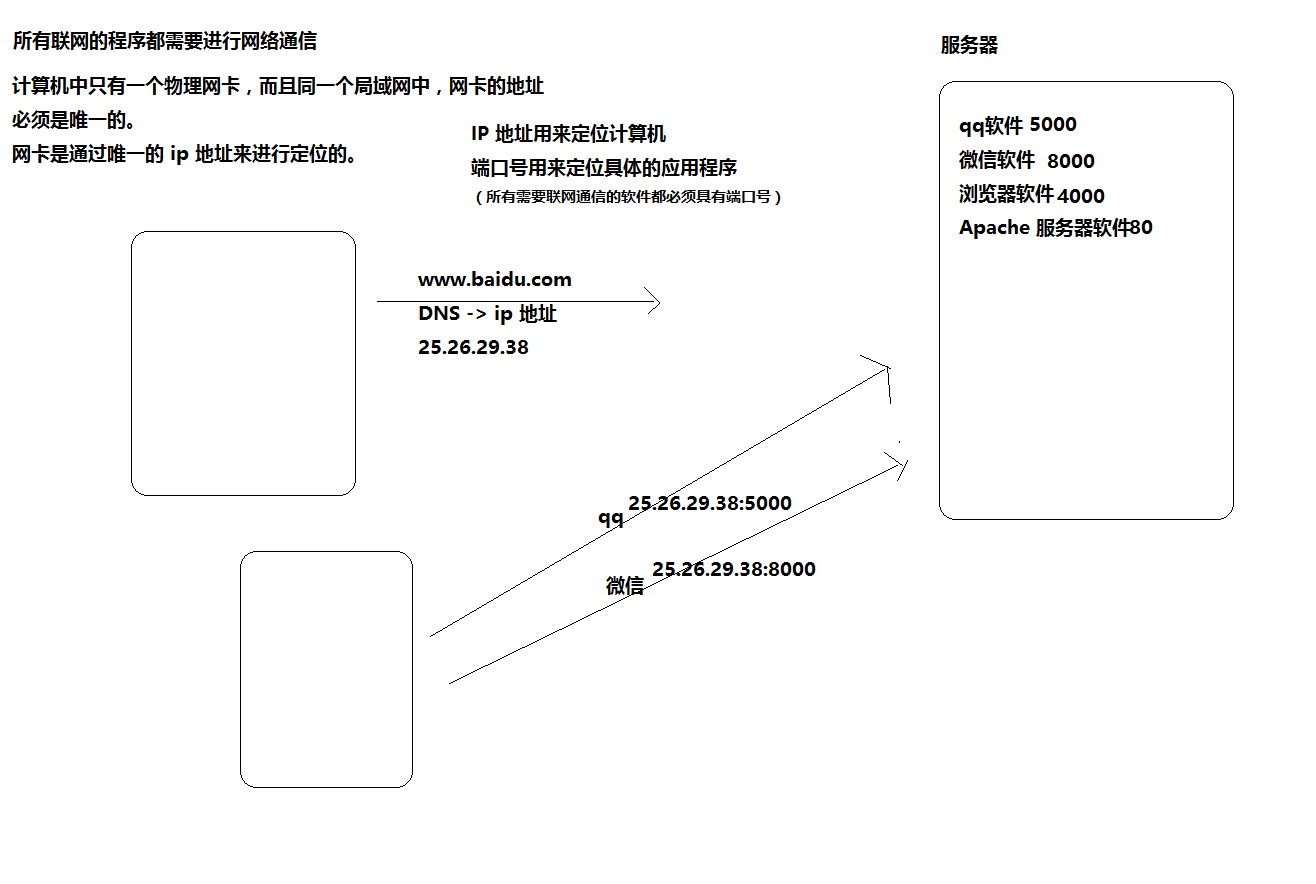 所有联网的程序都需要进行网络通信
计算机中只有一个物理网卡，而且同一个局域网中，网卡的地址
必须是唯一的。
网卡是通过唯一的 ip 地址来进行定位的。
IP 地址用来定位计算机
端口号用来定位具体的应用程序
（所有需要联网通信的软件都必须具有端口号）
服务器
qq软件 5000
微信软件 8000
浏览器软件 4000
Apache 服务器软件80
www.baidu.com
DNS -> ip 地址
25.26.29.38
qq 25.26.29.38:5000
微信 25.26.29.38:8000